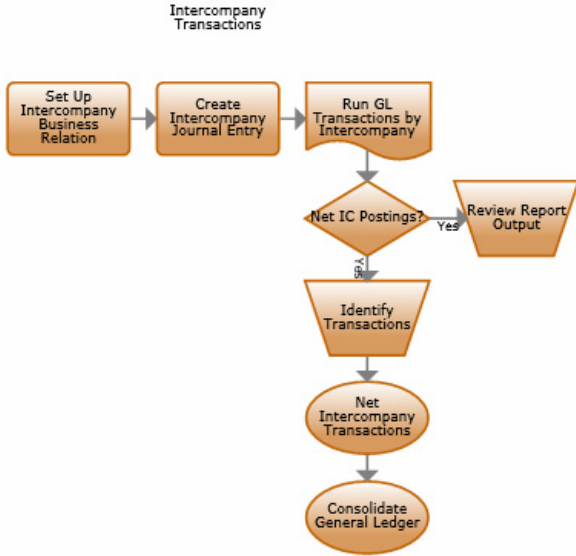 Intercompany
Transactions
Set Up
Intercompany
Business
Relation
Create
Intercompany
Journal Entry
Run GL
Transactions by
Intercompany
Net IC Postings?
Yes
Review Report
Output
Yes
Identify
Transactions
Net
Intercompany
Transactions
Consolidate
General Ledger